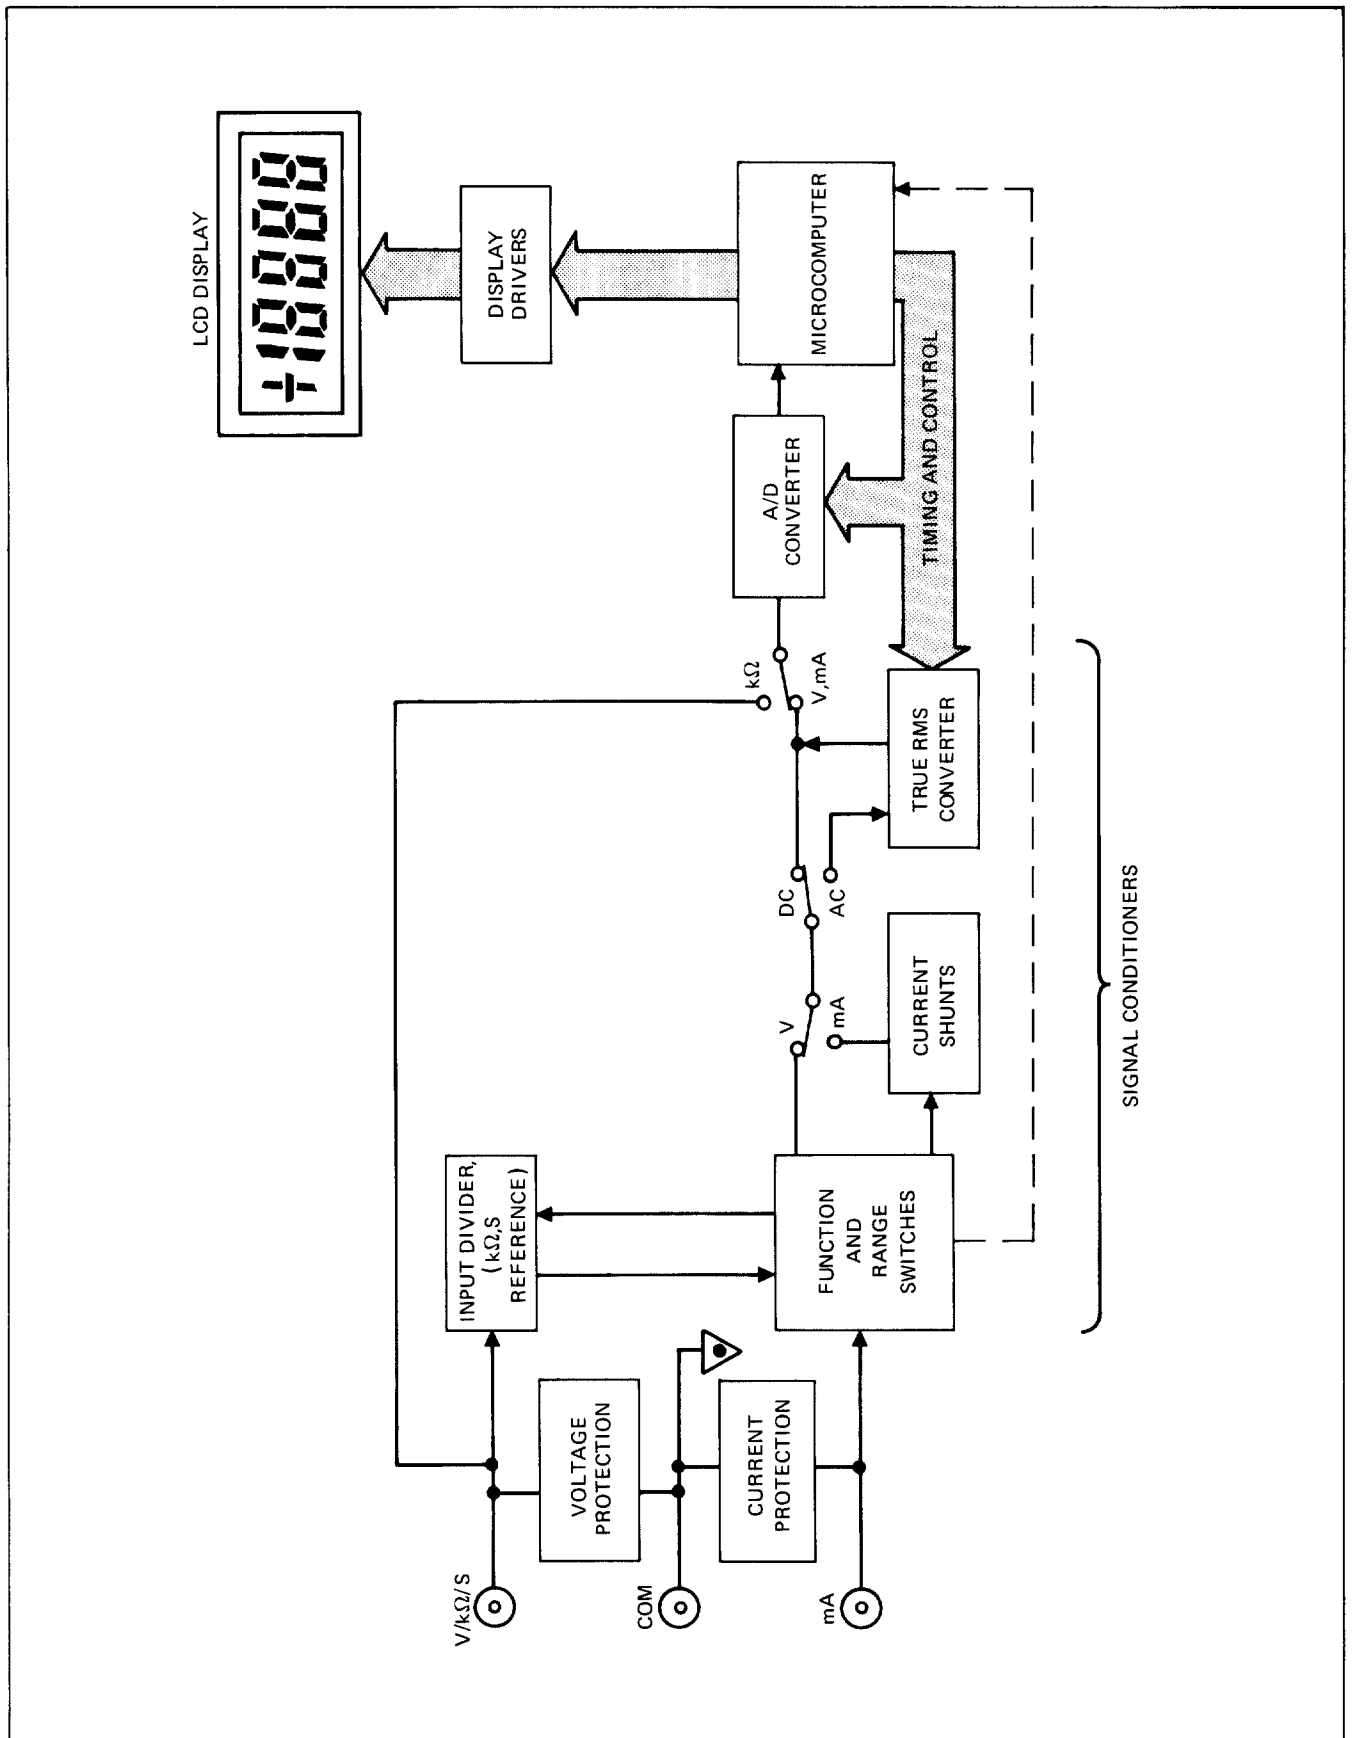 LCD DISPLAY
±18888
DISPLAY
DRIVERS
MICROCOMPUTER
A/D
CONVERTER
TIMING AND CONTROL
kΩ
V,mA
TRUE RMS
CONVERTER
DC
AC
V
mA
CURRENT
SHUNTS
INPUT DIVIDER,
(kΩ,S
REFERENCE)
FUNCTION
AND
RANGE
SWITCHES
SIGNAL CONDITIONERS
VOLTAGE
PROTECTION
CURRENT
PROTECTION
V/kΩ/S
COM
mA